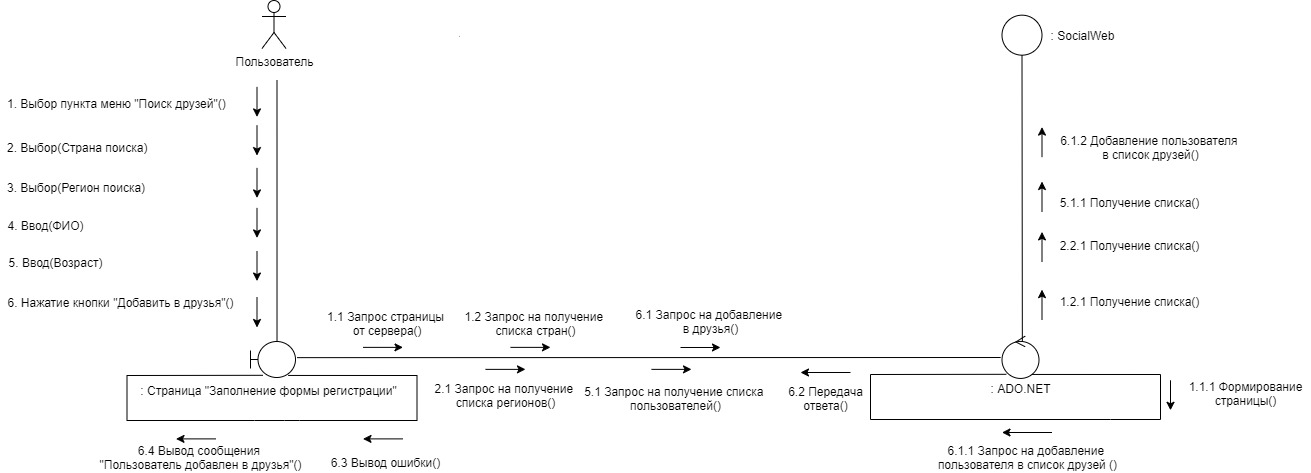 Пользователь
: SocialWeb
1. Выбор пункта меню "Поиск друзей"()
2. Выбор(Страна поиска)
3. Выбор(Регион поиска)
4. Ввод(ФИО)
5. Ввод(Возраст)
6. Нажатие кнопки "Добавить в друзья"()
6.1.2 Добавление пользователя
в список друзей()
5.1.1 Получение списка()
2.2.1 Получение списка()
1.2.1 Получение списка()
1.1 Запрос страницы
от сервера()
1.2 Запрос на получение
списка стран()
6.1 Запрос на добавление
в друзья()
: Страница "Заполнение формы регистрации"
2.1 Запрос на получение
списка регионов()
5.1 Запрос на получение списка
пользователей()
6.2 Передача
ответа()
: ADO.NET
1.1.1 Формирование
страницы()
6.4 Вывод сообщения
"Пользователь добавлен в друзья"()
6.3 Вывод ошибки()
6.1.1 Запрос на добавление
пользователя в список друзей ()